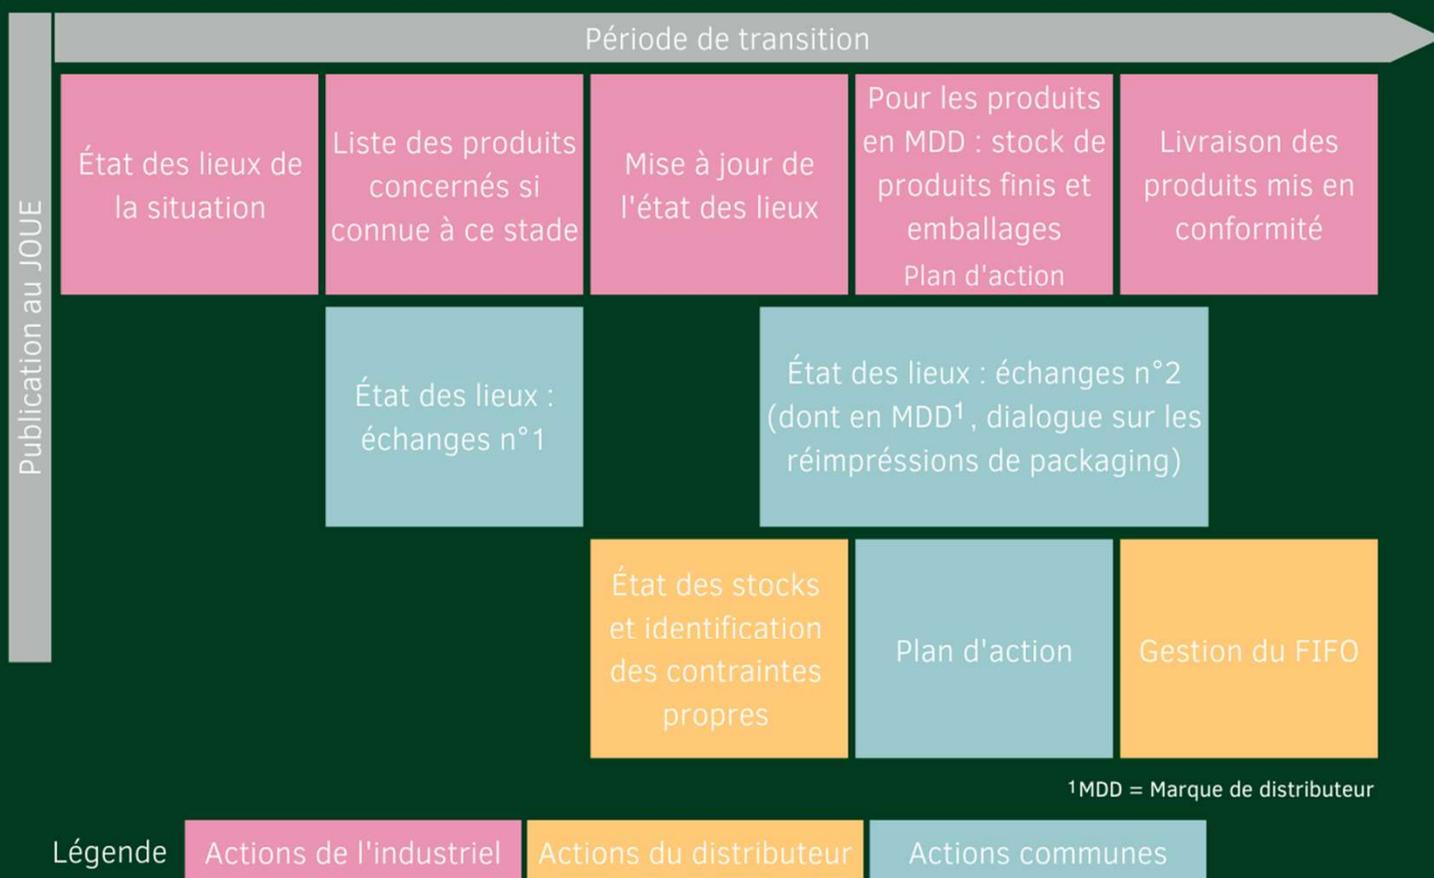 Période de transition
Publication au JOUE
État des lieux de
la situation
Liste des produits
concernés si
connue à ce stade
Mise à jour de
l'état des lieux
Pour les produits
en MDD : stock de
produits finis et
emballages
Plan d'action
Livraison des
produits mis en
conformité
État des lieux :
échanges n°1
État des lieux : échanges n°2
(dont en MDD¹, dialogue sur les
réimpréssions de packaging)
État des stocks
et identification
des contraintes
propres
Plan d'action
Gestion du FIFO
¹MDD = Marque de distributeur
Légende
Actions de l'industriel
Actions du distributeur
Actions communes